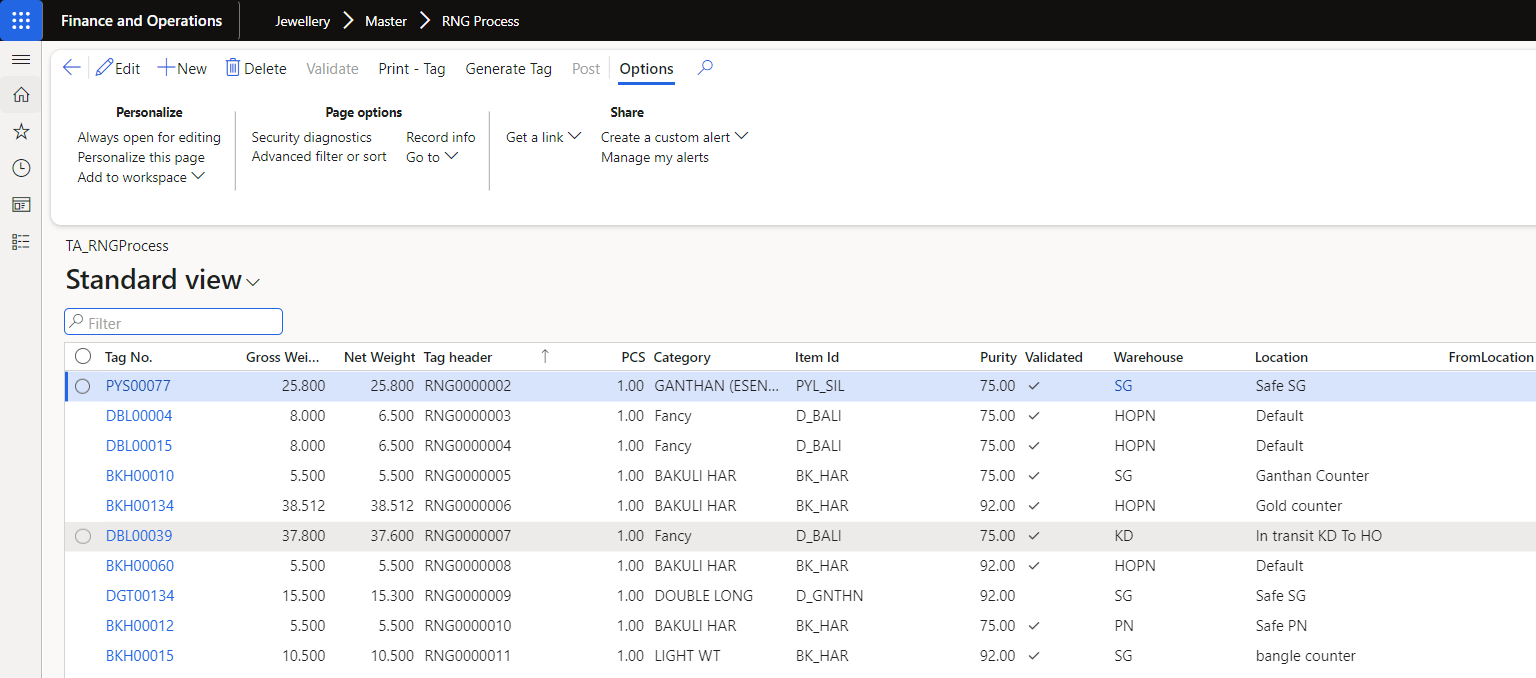 Finance and Operations Jewellery Master RNG Process
Edit New Delete Validate Print - Tag Generate Tag Post Options
Personalize Page options Share
Always open for editing Security diagnostics Record info Get a link Create a custom alert
Personalize this page Advanced filter or sort Go to Manage my alerts
Add to workspace
TA_RNGProcess
Standard view
Filter
Tag No. Gross Wei... Net Weight Tag header PCS Category Item Id Purity Validated Warehouse Location FromLocation
PYS00077 25.800 25.800 RNG0000002 1.00 GANTHAN (ESEN... PYL_SIL 75.00 SG Safe SG
DBL00004 8.000 6.500 RNG0000003 1.00 Fancy D_BALI 75.00 HOPN Default
DBL00015 8.000 6.500 RNG0000004 1.00 Fancy D_BALI 75.00 HOPN Default
BKH00010 5.500 5.500 RNG0000005 1.00 BAKULI HAR BK_HAR 75.00 SG Ganthan Counter
BKH00134 38.512 38.512 RNG0000006 1.00 BAKULI HAR BK_HAR 92.00 HOPN Gold counter
DBL00039 37.800 37.600 RNG0000007 1.00 Fancy D_BALI 75.00 KD In transit KD To HO
BKH00060 5.500 5.500 RNG0000008 1.00 BAKULI HAR BK_HAR 92.00 HOPN Default
DGT00134 15.500 15.300 RNG0000009 1.00 DOUBLE LONG D_GNTHN 92.00 SG Safe SG
BKH00012 5.500 5.500 RNG0000010 1.00 BAKULI HAR BK_HAR 75.00 PN Safe PN
BKH00015 10.500 10.500 RNG0000011 1.00 LIGHT WT BK_HAR 92.00 SG bangle counter